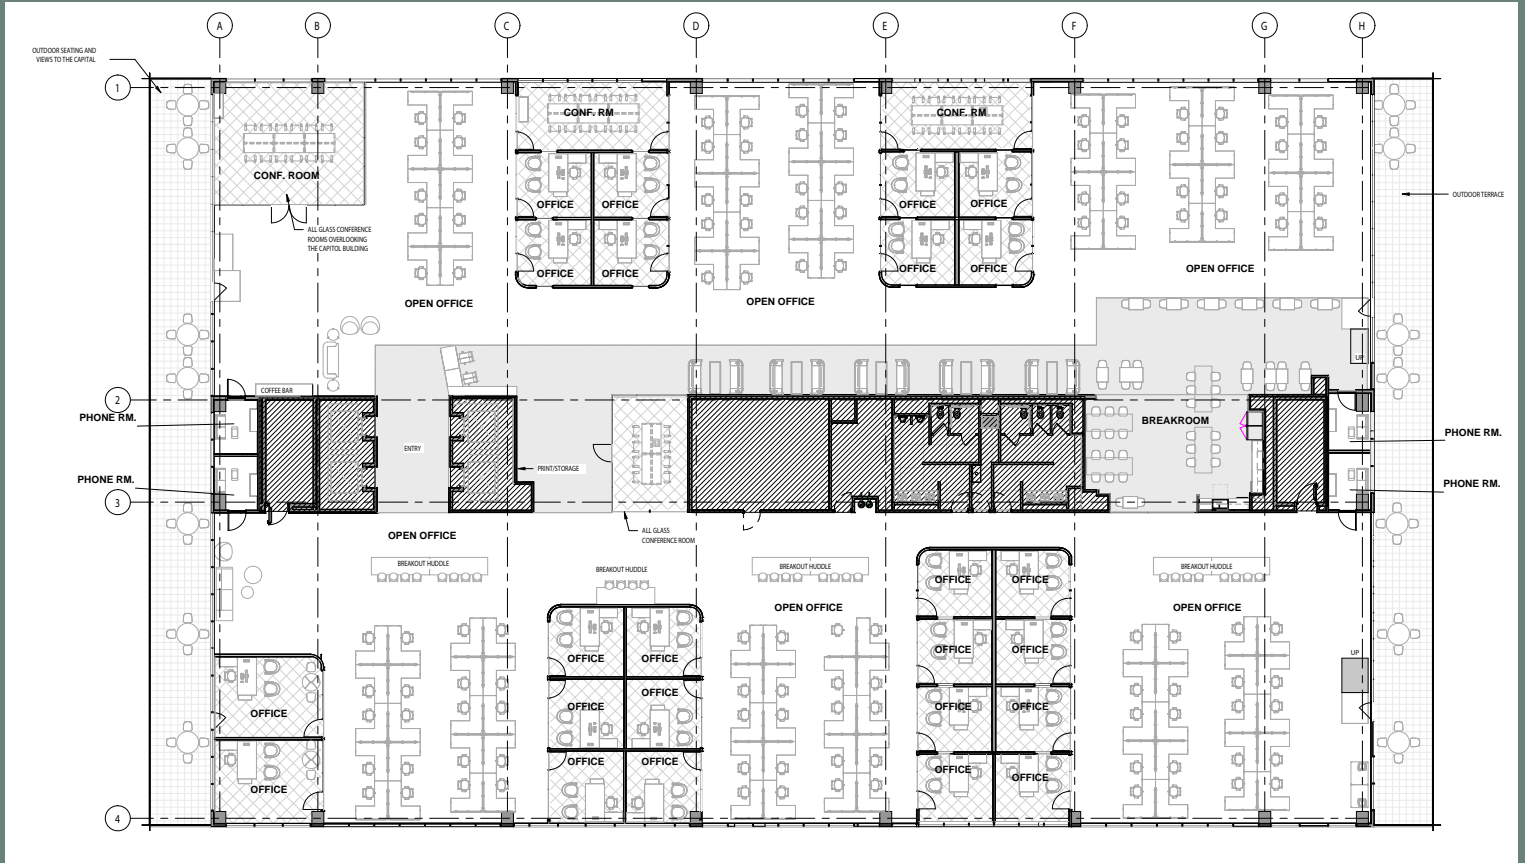 A B C D E F G H
OUTDOOR SEATING AND
VIEWS TO THE CAPITAL
1
CONF. RM
CONF. RM
CONF. ROOM
OUTDOOR TERRACE
OFFICE
OFFICE
OFFICE
OFFICE
ALL GLASS CONFERENCE
ROOMS OVERLOOKING
THE CAPITOL BUILDING
OFFICE
OFFICE
OFFICE
OFFICE
OPEN OFFICE
OPEN OFFICE
OPEN OFFICE
UP
COFFEE BAR
2
PHONE RM.
BREAKROOM
PHONE RM.
ENTRY
PRINT/STORAGE
PHONE RM.
PHONE RM.
3
ALL GLASS
CONFERENCE ROOM
OPEN OFFICE
BREAKOUT HUDDLE
BREAKOUT HUDDLE
BREAKOUT HUDDLE
BREAKOUT HUDDLE
OFFICE
OFFICE
OPEN OFFICE
OPEN OFFICE
OFFICE
OFFICE
OFFICE
OFFICE
UP
OFFICE
OFFICE
OFFICE
OFFICE
OFFICE
OFFICE
OFFICE
OFFICE
OFFICE
OFFICE
4